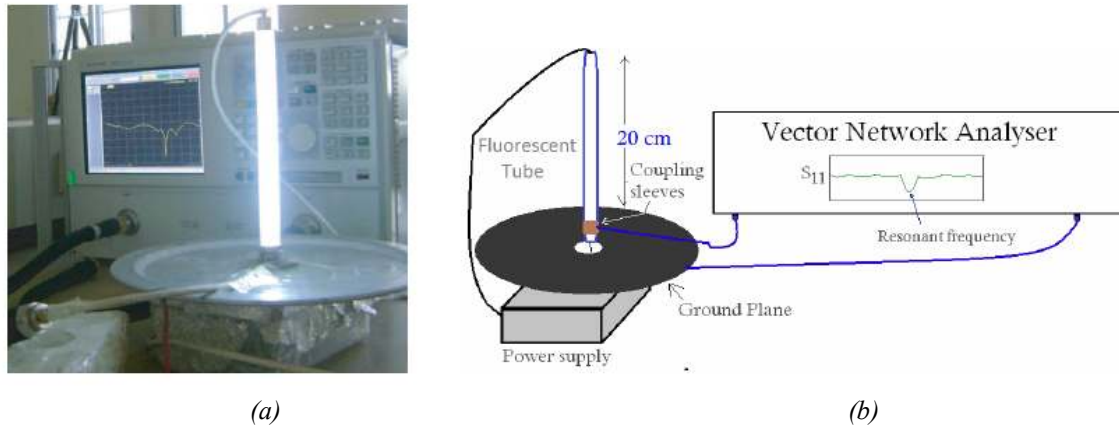 20 cm
Fluorescent
Tube
Coupling
sleeves
Vector Network Analyser
S11
Resonant frequency
Ground Plane
Power supply
(a)
(b)